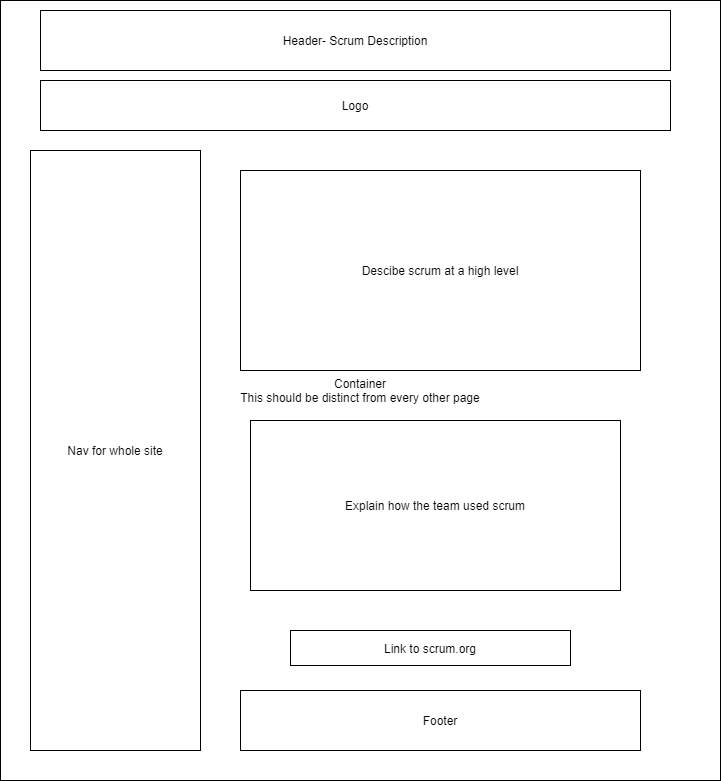 Header- Scrum Description
Logo
Nav for whole site
Descibe scrum at a high level
Container
This should be distinct from every other page
Explain how the team used scrum
Link to scrum.org
Footer